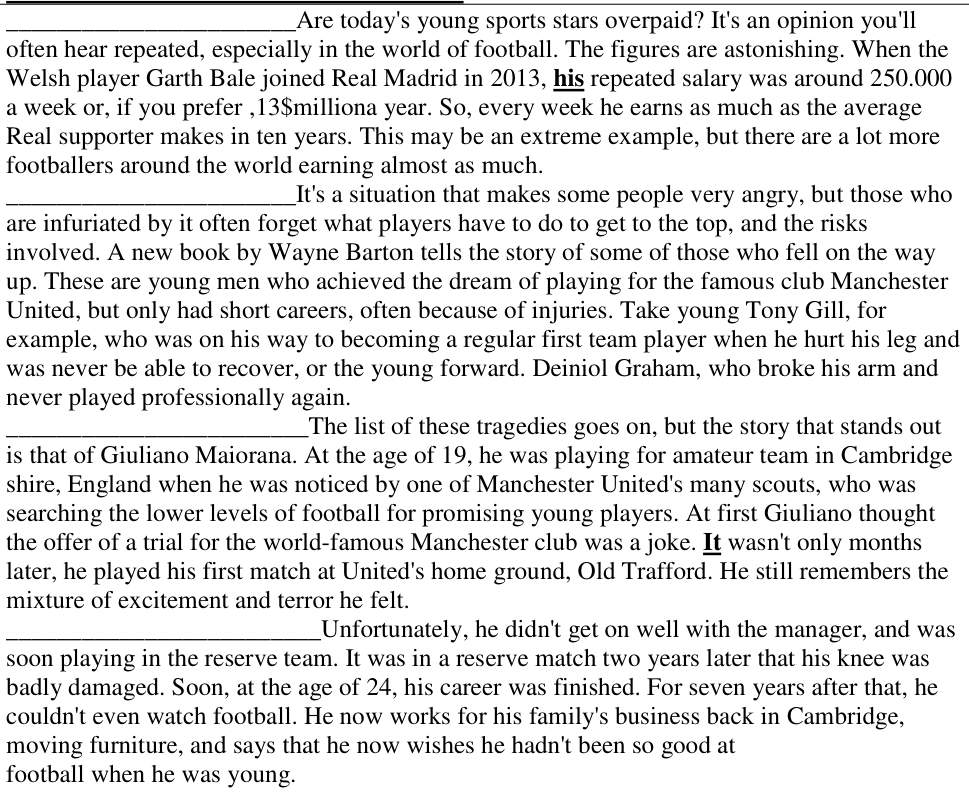 _______________________Are today's young sports stars overpaid? It's an opinion you'll
often hear repeated, especially in the world of football. The figures are astonishing. When the
Welsh player Garth Bale joined Real Madrid in 2013, his repeated salary was around 250.000
a week or, if you prefer ,13$milliona year. So, every week he earns as much as the average
Real supporter makes in ten years. This may be an extreme example, but there are a lot more
footballers around the world earning almost as much.
_______________________It's a situation that makes some people very angry, but those who
are infuriated by it often forget what players have to do to get to the top, and the risks
involved. A new book by Wayne Barton tells the story of some of those who fell on the way
up. These are young men who achieved the dream of playing for the famous club Manchester
United, but only had short careers, often because of injuries. Take young Tony Gill, for
example, who was on his way to becoming a regular first team player when he hurt his leg and
was never be able to recover, or the young forward. Deiniol Graham, who broke his arm and
never played professionally again.
________________________The list of these tragedies goes on, but the story that stands out
is that of Giuliano Maiorana. At the age of 19, he was playing for amateur team in Cambridge
shire, England when he was noticed by one of Manchester United's many scouts, who was
searching the lower levels of football for promising young players. At first Giuliano thought
the offer of a trial for the world-famous Manchester club was a joke. It wasn't only months
later, he played his first match at United's home ground, Old Trafford. He still remembers the
mixture of excitement and terror he felt.
_________________________Unfortunately, he didn't get on well with the manager, and was
soon playing in the reserve team. It was in a reserve match two years later that his knee was
badly damaged. Soon, at the age of 24, his career was finished. For seven years after that, he
couldn't even watch football. He now works for his family's business back in Cambridge,
moving furniture, and says that he now wishes he hadn't been so good at
football when he was young.